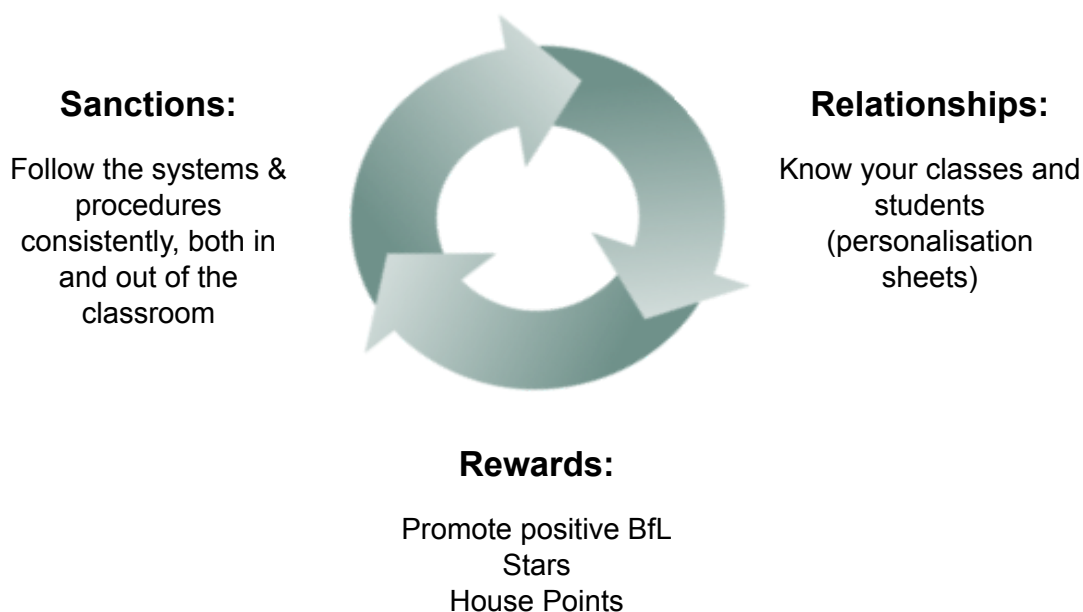 Sanctions:
Follow the systems &
procedures
consistently, both in
and out of the
classroom
Relationships:
Know your classes and
students
(personalisation
sheets)
Rewards:
Promote positive BfL
Stars
House Points